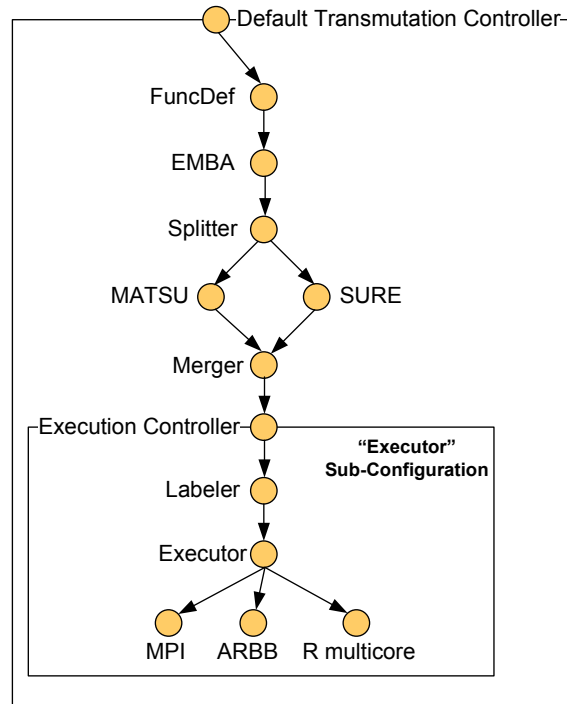 Default Transmutation Controller
FuncDef
EMBA
Splitter
MATSU
SURE
Merger
Execution Controller
“Executor”
Sub-Configuration
Labeler
Executor
MPI
ARBB
R multicore